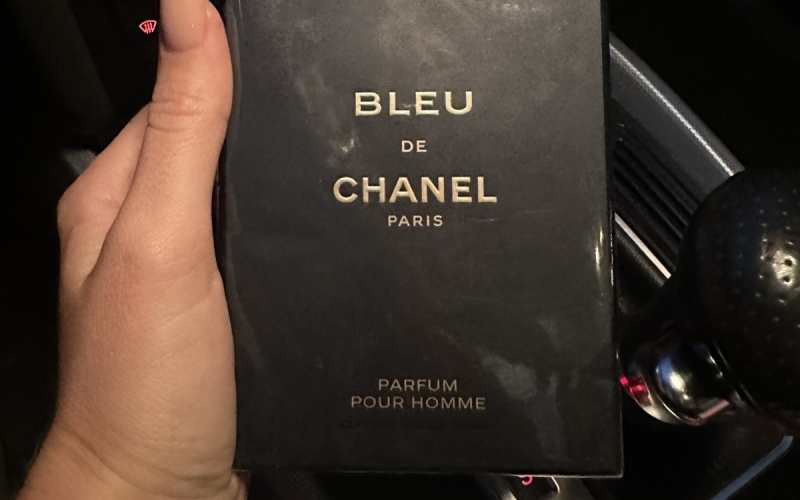 BLEU
DE
CHANEL
PARIS
PARFUM
POUR HOMME